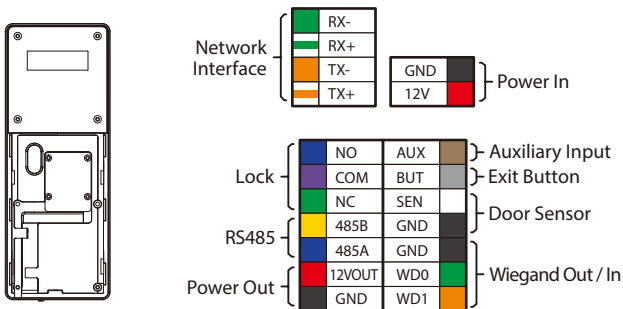 Network
Interface
RX-
RX+
TX-
TX+
GND
12V
Power In
Lock
RS485
Power Out
NO AUX
COM BUT
NC SEN
485B GND
485A GND
12VOUT WD0
GND WD1
Auxiliary Input
Exit Button
Door Sensor
Wiegand Out / In